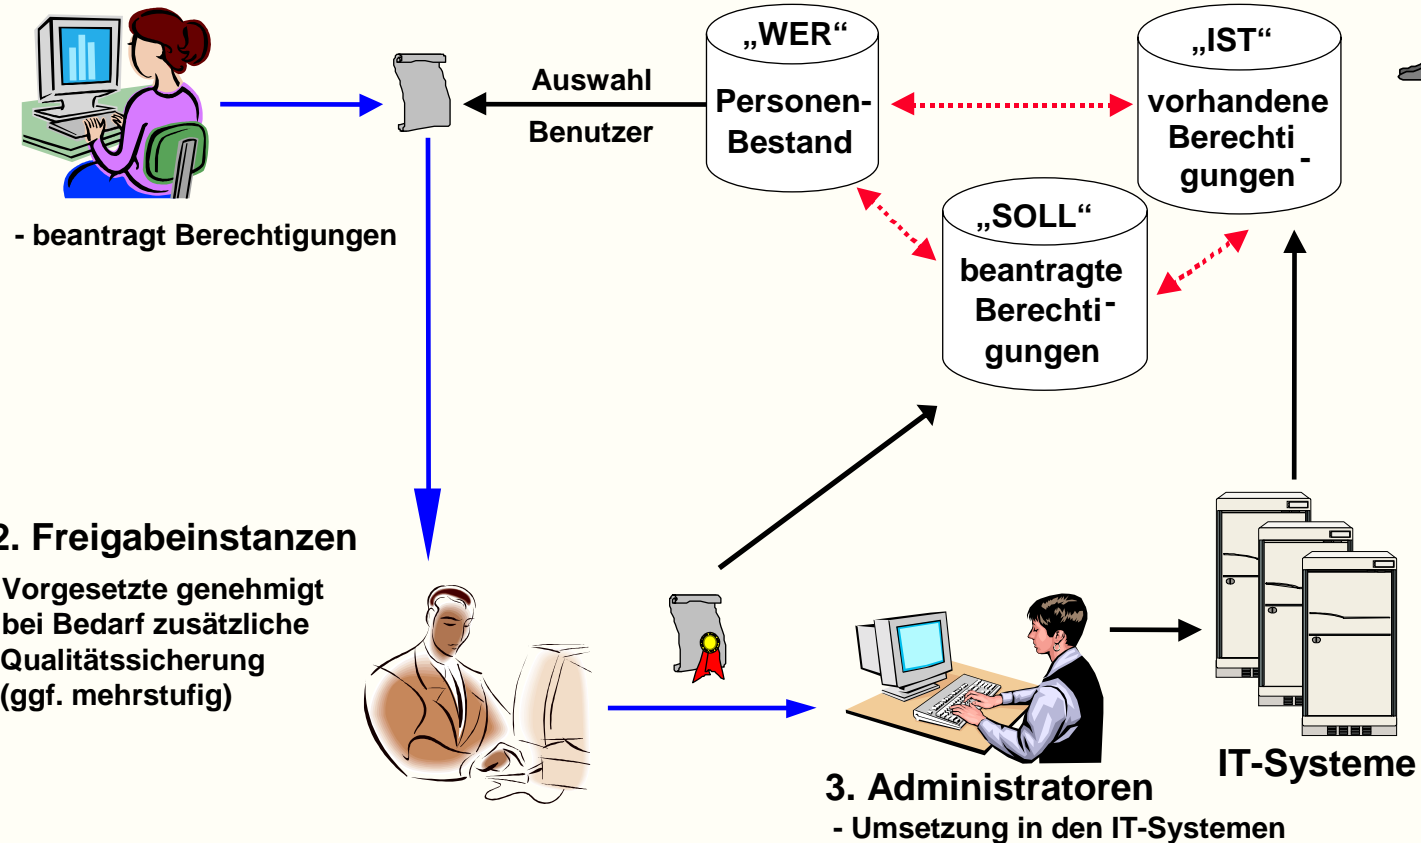 „WER“
Personen-
Bestand
„IST“
vorhandene
Berechti-
gungen
Auswahl
Benutzer
„SOLL“
beantragte
Berechti-
gungen
- beantragt Berechtigungen
2. Freigabeinstanzen
Vorgesetzte genehmigt
bei Bedarf zusätzliche
Qualitätssicherung
(ggf. mehrstufig)
IT-Systeme
3. Administratoren
- Umsetzung in den IT-Systemen